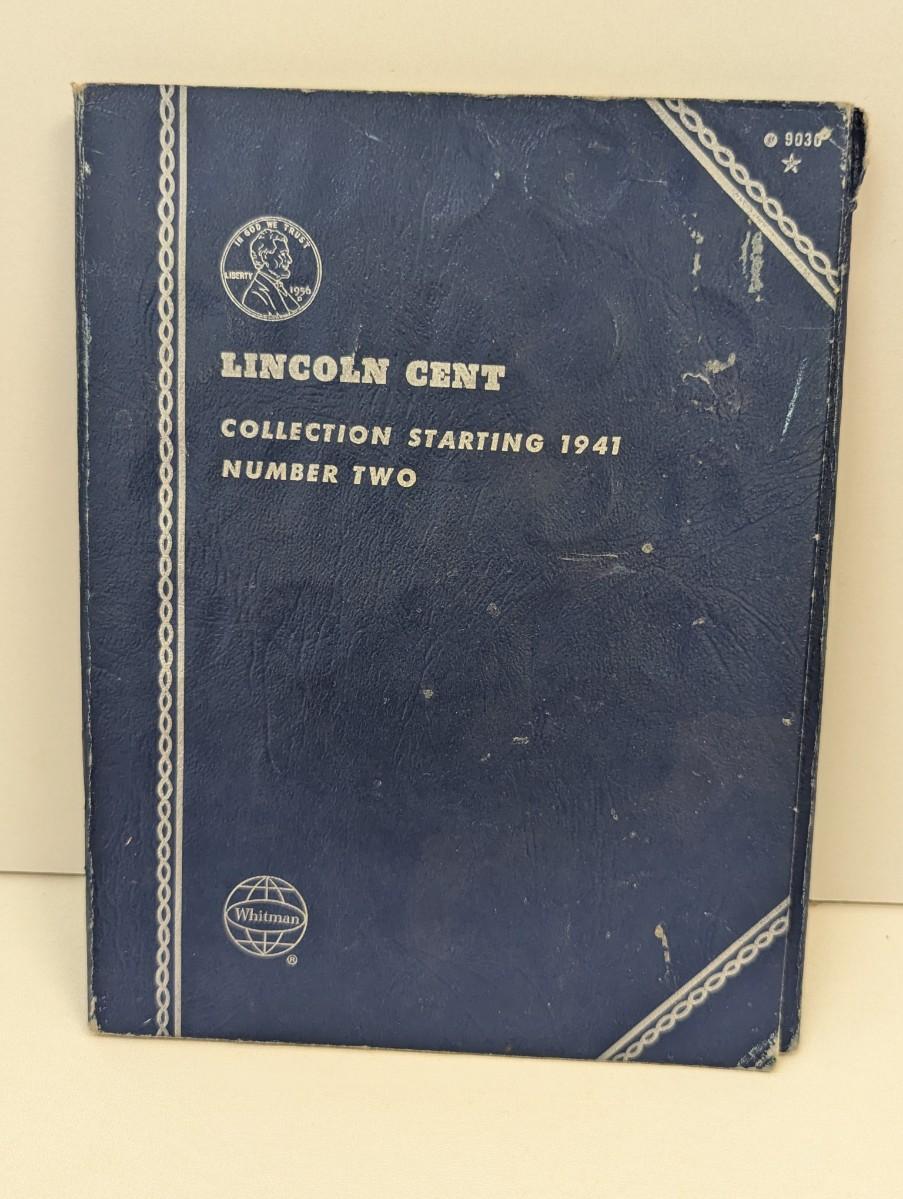 9030
IN GOD WE TRUST
LIBERTY
1956
D
LINCOLN CENT
COLLECTION STARTING 1941
NUMBER TWO
Whitman
®